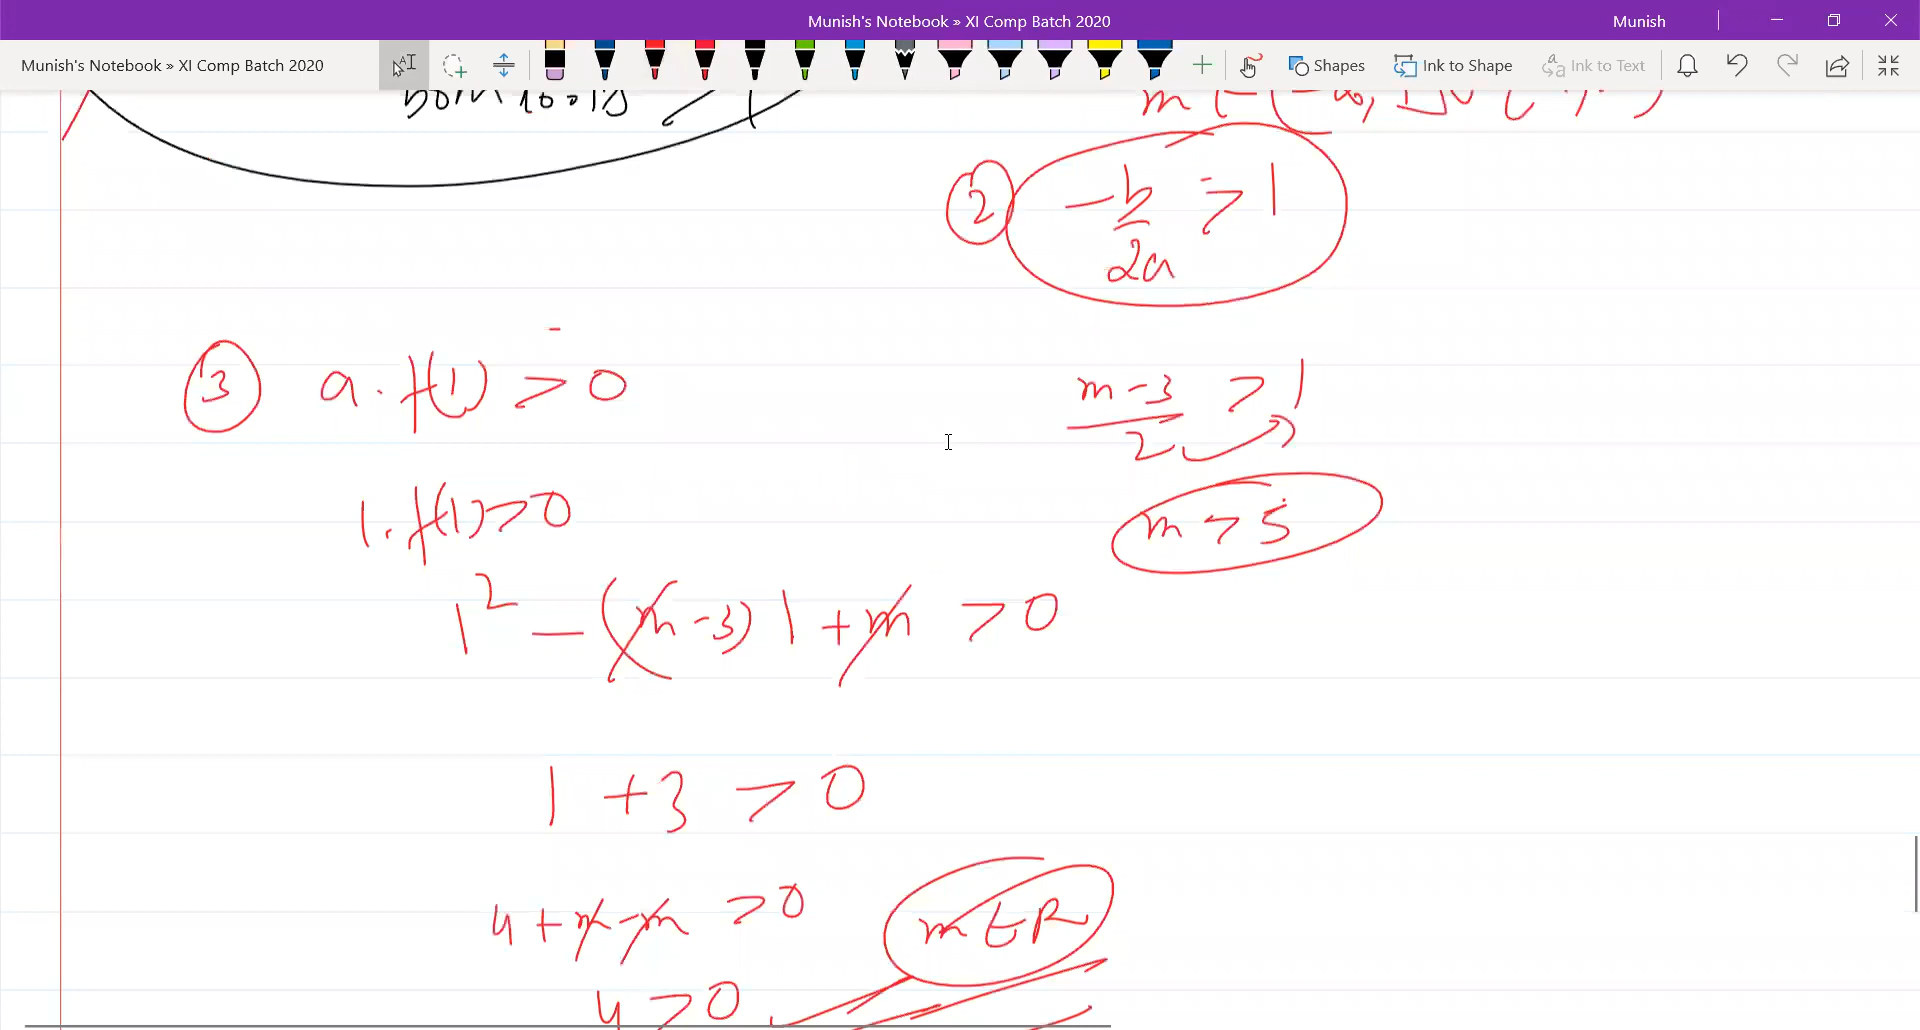 Munish's Notebook » XI Comp Batch 2020
Munish
Munish's Notebook » XI Comp Batch 2020
Shapes
Ink to Shape
Ink to Text
② -b/2a > 1
③ a . f(1) > 0
m-3/2 > 1
1 . f(1) > 0
m > 5
1² - (m-3) 1 + m > 0
1 + 3 > 0
4 + m - m > 0
m ∈ R
4 > 0